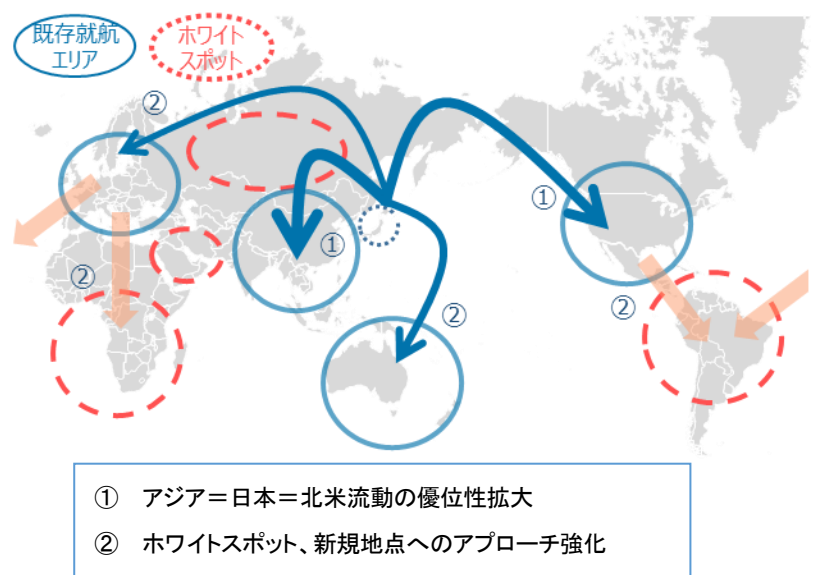 既存就航
エリア
ホワイト
スポット
②
①
①
②
②
②
① アジア＝日本＝北米流動の優位性拡大
② ホワイトスポット、新規地点へのアプローチ強化